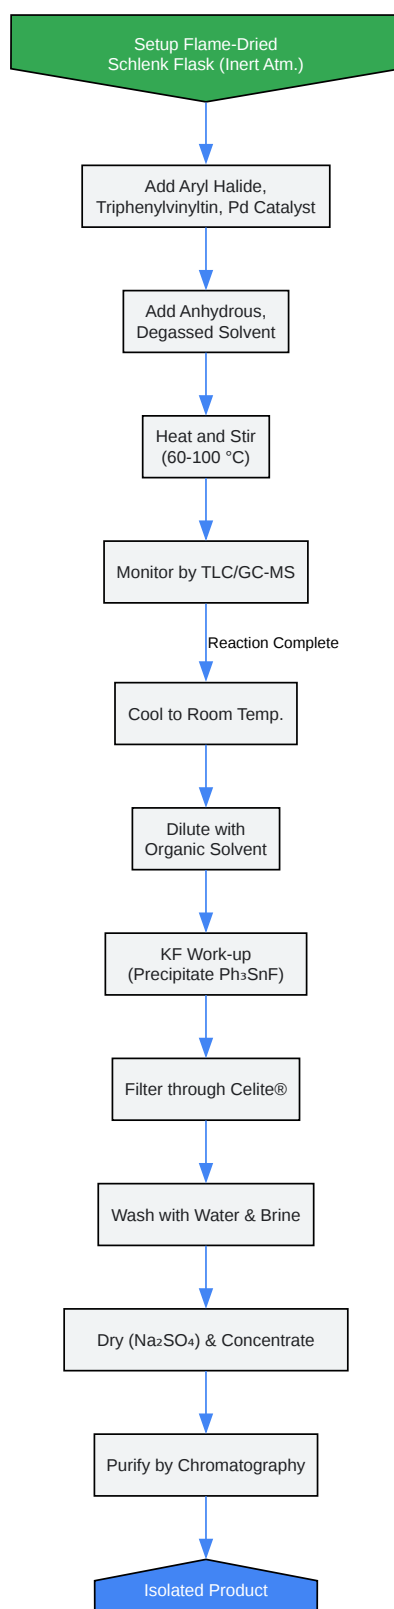 Setup Flame-Dried
Schlenk Flask (Inert Atm.)
Add Aryl Halide,
Triphenylvinyltin, Pd Catalyst
Add Anhydrous,
Degassed Solvent
Heat and Stir
(60-100 °C)
Monitor by TLC/GC-MS
Reaction Complete
Cool to Room Temp.
Dilute with
Organic Solvent
KF Work-up
(Precipitate Ph₃SnF)
Filter through Celite®
Wash with Water & Brine
Dry (Na₂SO₄) & Concentrate
Purify by Chromatography
Isolated Product